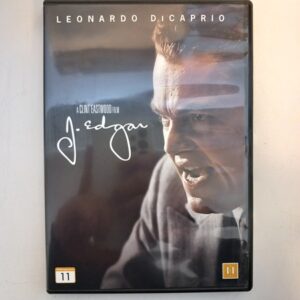 LEONARDO DiCAPRIO
A CLINT EASTWOOD FILM
J. Edgar
11
11